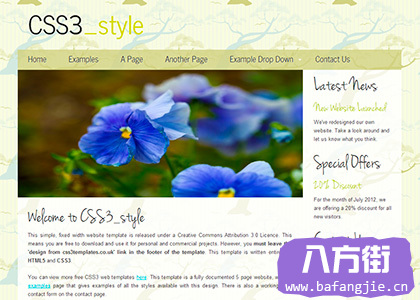 CSS3_style
Home Examples A Page Another Page Example Drop Down Contact Us
Latest News
New Website Launched
We've redesigned our own
website. Take a look around and
let us know what you think.
Special Offers
20% Discount
For the month of July 2012, we
are offering a 20% discount for all
new visitors.
Welcome to CSS3_style
This simple, fixed width website template is released under a Creative Commons Attribution 3.0 Licence. This
means you are free to download and use it for personal and commercial projects. However, you must leave the
'design from css3templates.co.uk' link in the footer of the template. This template is written entirely in
HTML5 and CSS3.
You can view more free CSS3 web templates here. This template is a fully documented 5 page website, with an
examples page that gives examples of all the styles available with this design. There is also a working PHP
contact form on the contact page.
八方街
www.bafangjie.cn